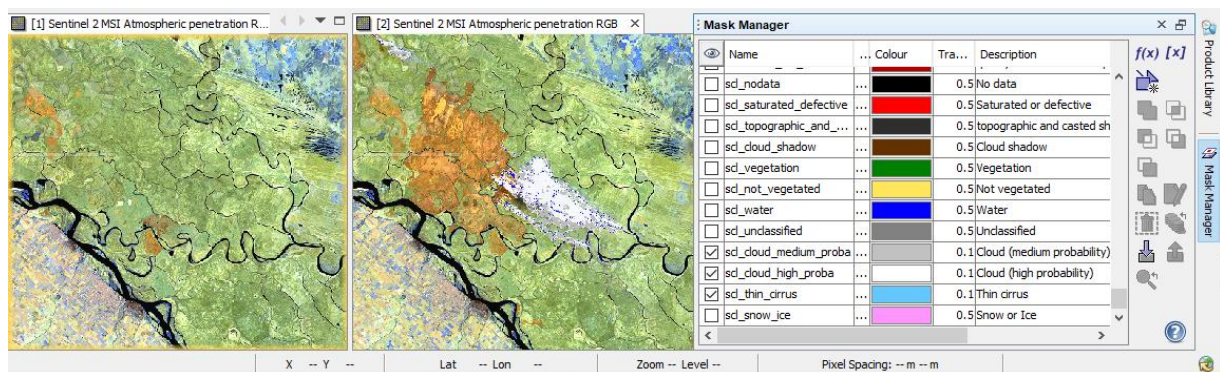 [1] Sentinel 2 MSI Atmospheric penetration R...
[2] Sentinel 2 MSI Atmospheric penetration RGB
Mask Manager
Name ... Colour Tra... Description
scl_nodata ... 0.5 No data
scl_saturated_defective ... 0.5 Saturated or defective
scl_topographic_and_... ... 0.5 topographic and casted sh
scl_cloud_shadow ... 0.5 Cloud shadow
scl_vegetation ... 0.5 Vegetation
scl_not_vegetated ... 0.5 Not vegetated
scl_water ... 0.5 Water
scl_unclassified ... 0.5 Unclassified
scl_cloud_medium_proba ... 0.1 Cloud (medium probability)
scl_cloud_high_proba ... 0.1 Cloud (high probability)
scl_thin_cirrus ... 0.1 Thin cirrus
scl_snow_ice ... 0.5 Snow or Ice
f(x) [x]
Product Library
Mask Manager
X -- Y -- Lat -- Lon -- Zoom -- Level -- Pixel Spacing: -- m -- m